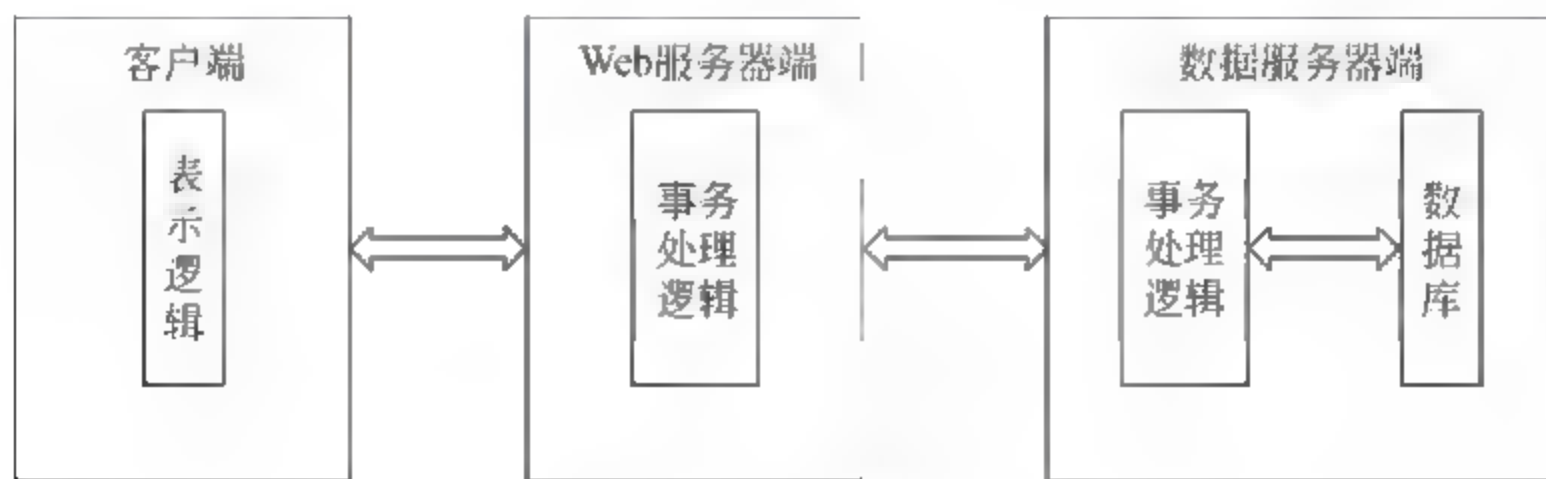 客户端
表
示
逻
辑
Web服务器端
事务
处理
逻辑
数据服务器端
事务
处理
逻辑
数
据
库